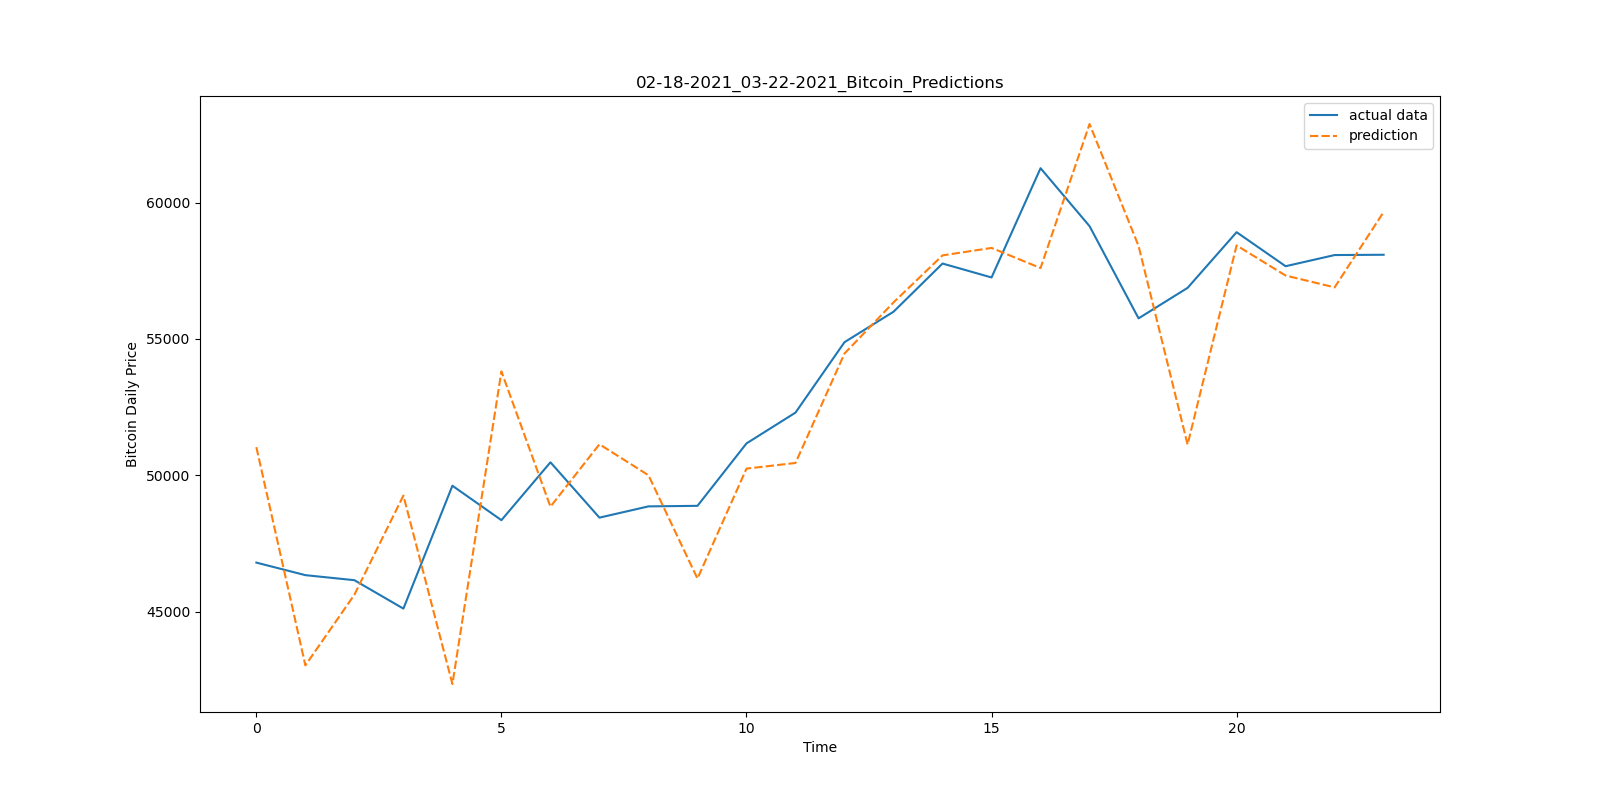 02-18-2021_03-22-2021_Bitcoin_Predictions
actual data
prediction
60000
55000
50000
45000
Bitcoin Daily Price
0 5 10 15 20
Time